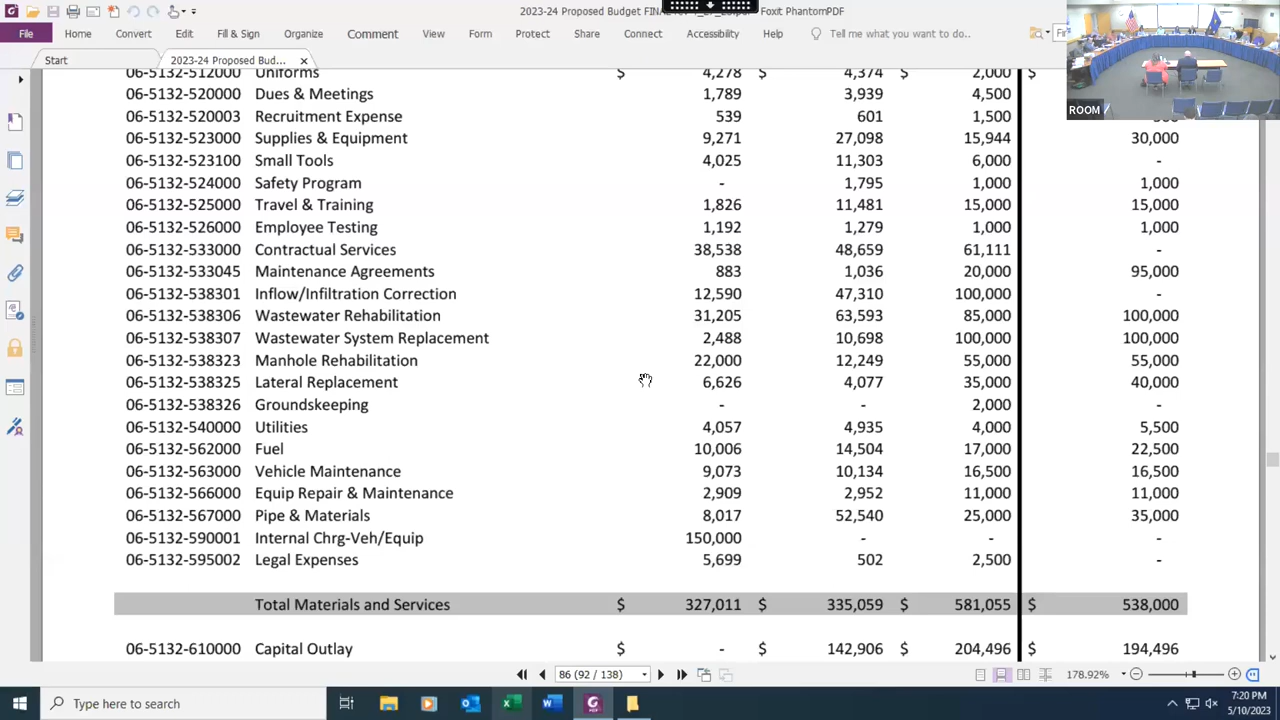 2023-24 Proposed Budget FINAL
Foxit PhantomPDF
File Home Convert Edit Fill & Sign Organize Comment View Form Protect Share Connect Accessibility Help Tell me what you want to do..
Start 2023-24 Proposed Bud... ×
ROOM
06-5132-512000 Uniforms $ 4,278 $ 4,374 $ 2,000 $
06-5132-520000 Dues & Meetings 1,789 3,939 4,500
06-5132-520003 Recruitment Expense 539 601 1,500
06-5132-523000 Supplies & Equipment 9,271 27,098 15,944 30,000
06-5132-523100 Small Tools 4,025 11,303 6,000 -
06-5132-524000 Safety Program - 1,795 1,000 1,000
06-5132-525000 Travel & Training 1,826 11,481 15,000 15,000
06-5132-526000 Employee Testing 1,192 1,279 1,000 1,000
06-5132-533000 Contractual Services 38,538 48,659 61,111 -
06-5132-533045 Maintenance Agreements 883 1,036 20,000 95,000
06-5132-538301 Inflow/Infiltration Correction 12,590 47,310 100,000 -
06-5132-538306 Wastewater Rehabilitation 31,205 63,593 85,000 100,000
06-5132-538307 Wastewater System Replacement 2,488 10,698 100,000 100,000
06-5132-538323 Manhole Rehabilitation 22,000 12,249 55,000 55,000
06-5132-538325 Lateral Replacement 6,626 4,077 35,000 40,000
06-5132-538326 Groundskeeping - - 2,000 -
06-5132-540000 Utilities 4,057 4,935 4,000 5,500
06-5132-562000 Fuel 10,006 14,504 17,000 22,500
06-5132-563000 Vehicle Maintenance 9,073 10,134 16,500 16,500
06-5132-566000 Equip Repair & Maintenance 2,909 2,952 11,000 11,000
06-5132-567000 Pipe & Materials 8,017 52,540 25,000 35,000
06-5132-590001 Internal Chrg-Veh/Equip 150,000 - - -
06-5132-595002 Legal Expenses 5,699 502 2,500 -
Total Materials and Services $ 327,011 $ 335,059 $ 581,055 $ 538,000
06-5132-610000 Capital Outlay $ - $ 142,906 $ 204,496 $ 194,496
86 (92 / 138) 178.92%
Type here to search
7:20 PM
5/10/2023